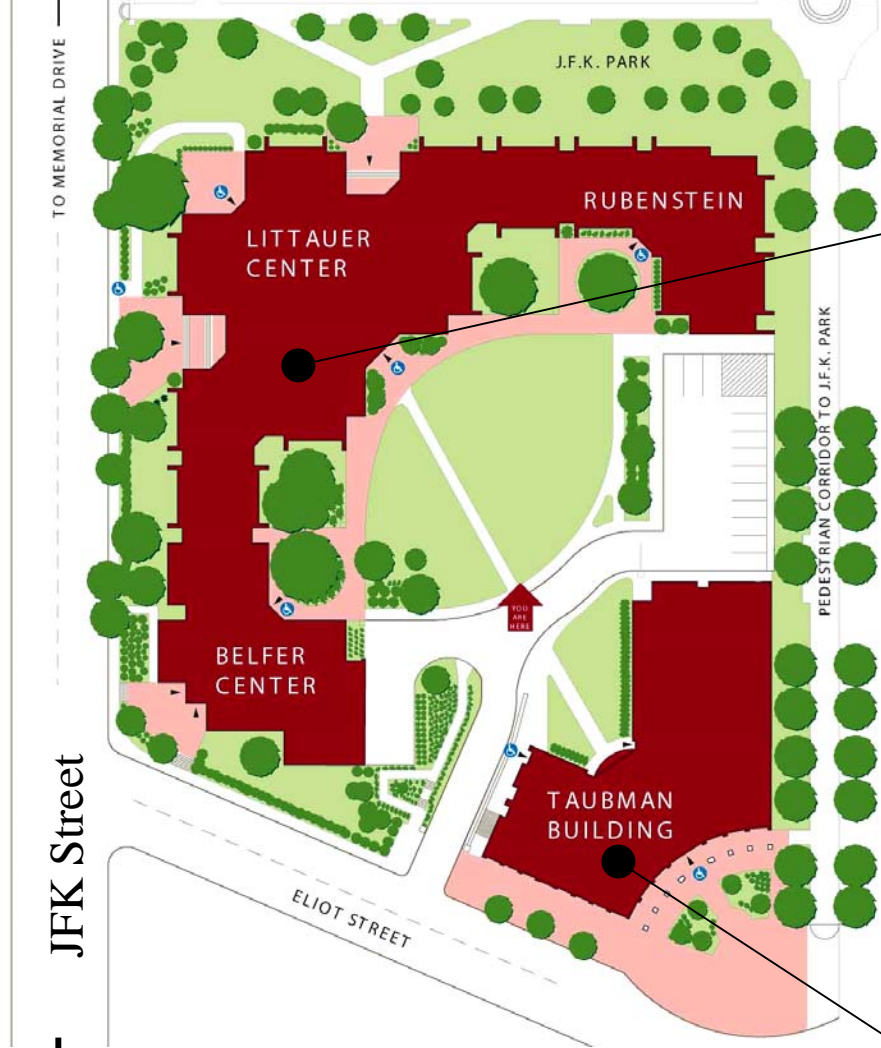 TO MEMORIAL DRIVE
J.F.K. PARK
RUBENSTEIN
LITTAUER
CENTER
PEDESTRIAN CORRIDOR TO J.F.K. PARK
YOU
ARE
HERE
BELFER
CENTER
TAUBMAN
BUILDING
JFK Street
ELIOT STREET